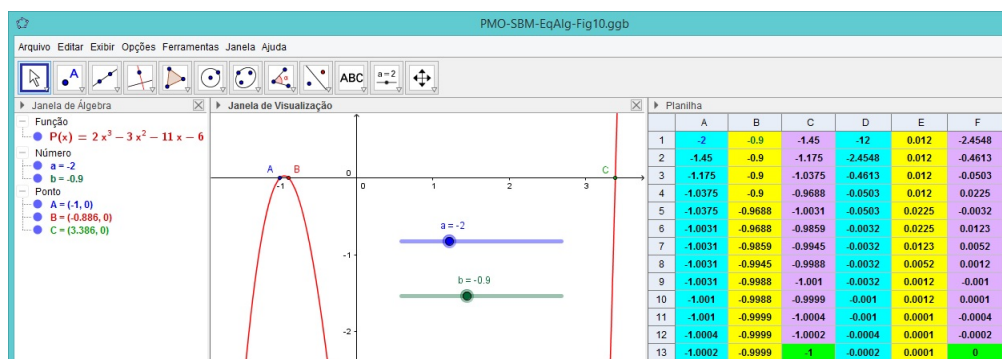 PMO-SBM-EqAlg-Fig10.ggb
Arquivo Editar Exibir Opções Ferramentas Janela Ajuda
A ABC a=2
Janela de Álgebra
Função
P(x) = 2 x³ − 3 x² − 11 x − 6
Número
a = -2
b = -0.9
Ponto
A = (-1, 0)
B = (-0.886, 0)
C = (3.386, 0)
Janela de Visualização
A B C
0
-1 0 1 2 3
a = -2
-1
b = -0.9
-2
Planilha
A B C D E F
1 -2 -0.9 -1.45 -12 0.012 -2.4548
2 -1.45 -0.9 -1.175 -2.4548 0.012 -0.4613
3 -1.175 -0.9 -1.0375 -0.4613 0.012 -0.0503
4 -1.0375 -0.9 -0.9688 -0.0503 0.012 0.0225
5 -1.0375 -0.9688 -1.0031 -0.0503 0.0225 -0.0032
6 -1.0031 -0.9688 -0.9859 -0.0032 0.0225 0.0123
7 -1.0031 -0.9859 -0.9945 -0.0032 0.0123 0.0052
8 -1.0031 -0.9945 -0.9988 -0.0032 0.0052 0.0012
9 -1.0031 -0.9988 -1.001 -0.0032 0.0012 -0.001
10 -1.001 -0.9988 -0.9999 -0.001 0.0012 0.0001
11 -1.001 -0.9999 -1.0004 -0.001 0.0001 -0.0004
12 -1.0004 -0.9999 -1.0002 -0.0004 0.0001 -0.0002
13 -1.0002 -0.9999 -1 -0.0002 0.0001 0